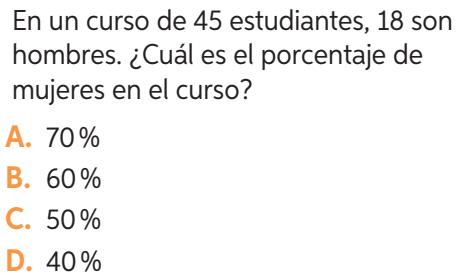 En un curso de 45 estudiantes, 18 son
hombres. ¿Cuál es el porcentaje de
mujeres en el curso?
A. 70 %
B. 60 %
C. 50 %
D. 40 %